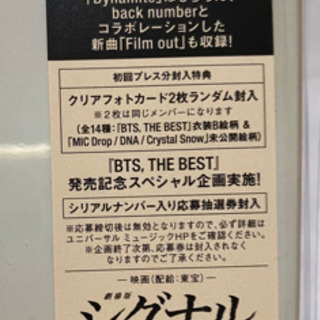 back numberと
コラボレーションした
新曲「Film out」も収録!
初回プレス分封入特典
クリアフォトカード2枚ランダム封入
※2枚は同じメンバーになります
(全14種:「BTS, THE BEST」衣装B絵柄 &
「MIC Drop / DNA / Crystal Snow」未公開絵柄)
『BTS, THE BEST』
発売記念スペシャル企画実施!
シリアルナンバー入り応募抽選券封入
※応募締切後は無効となりますので、必ず詳細は
ユニバーサル ミュージックHPをご確認ください。
※企画終了次第、応募券は封入されなく
なりますのでご了承ください。
― 映画(配給:東宝) ―
劇場版
シグナル